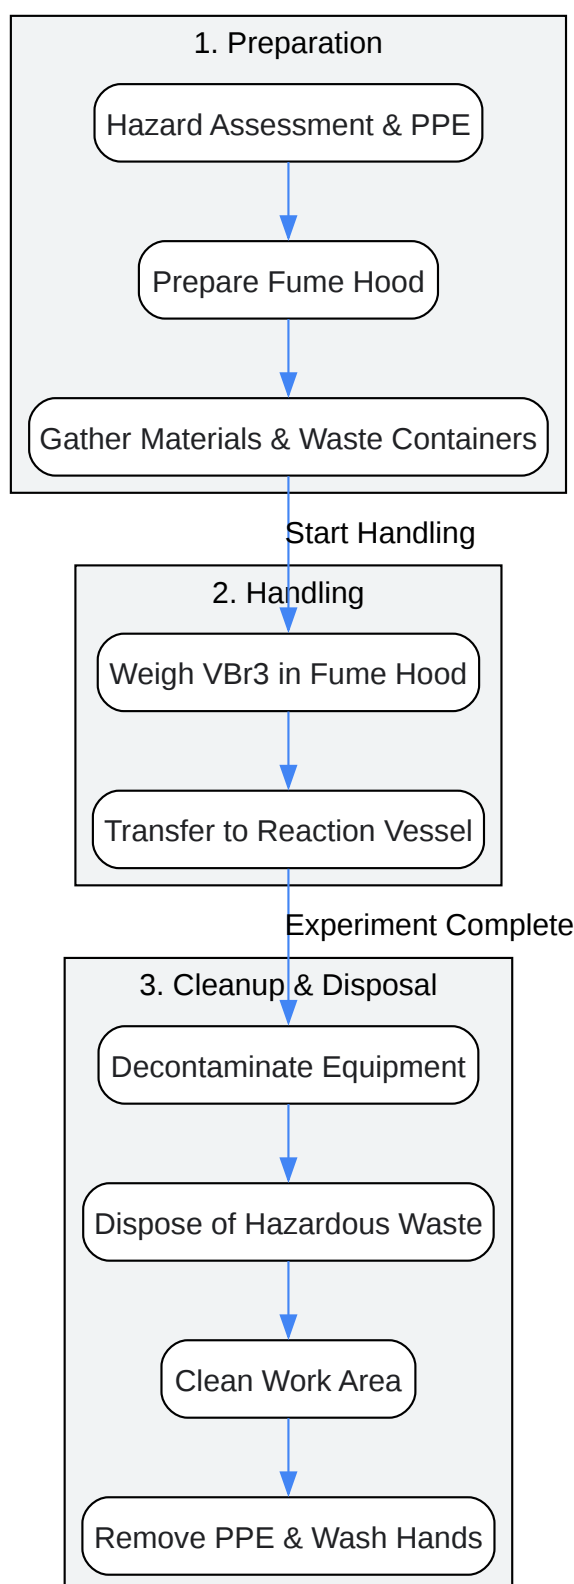 1. Preparation
Hazard Assessment & PPE
Prepare Fume Hood
Gather Materials & Waste Containers
Start Handling
2. Handling
Weigh VBr3 in Fume Hood
Transfer to Reaction Vessel
Experiment Complete
3. Cleanup & Disposal
Decontaminate Equipment
Dispose of Hazardous Waste
Clean Work Area
Remove PPE & Wash Hands